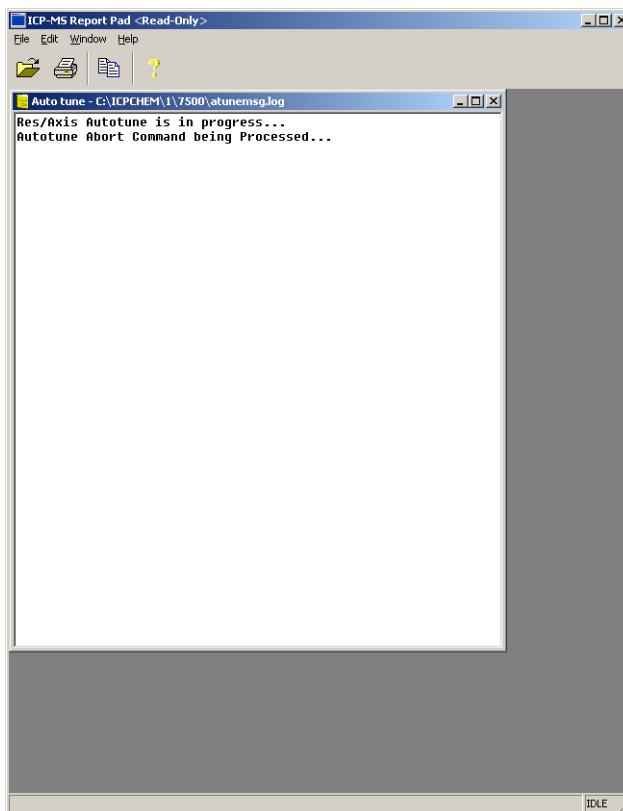 ICP-MS Report Pad <Read-Only>
File Edit Window Help
Auto tune - C:\ICPCHEM\1\7500\atunemsg.log
Res/Axis Autotune is in progress...
Autotune Abort Command being Processed...
IDLE